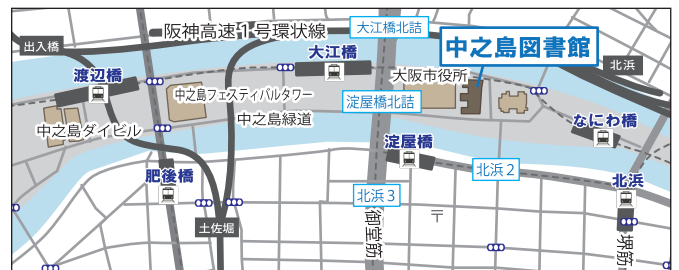 阪神高速1号環状線
大江橋北詰
出入橋
大江橋
中之島図書館
渡辺橋
大阪市役所
北浜
中之島フェスティバルタワー
淀屋橋北詰
中之島ダイビル
中之島緑道
なにわ橋
淀屋橋
肥後橋
北浜2
北浜
北浜3
土佐堀
御堂筋
〒
堺筋